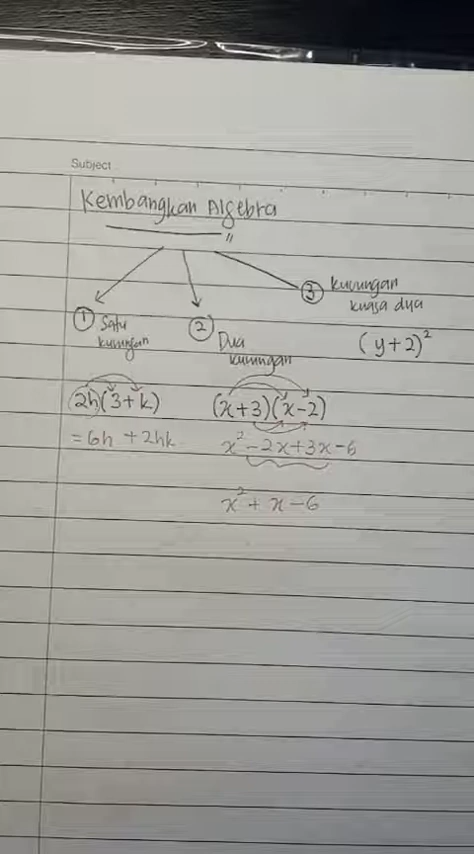 Subject
Kembangkan Algebra
① Satu
kurungan
② Dua
kurungan
③ kurungan
kuasa dua
2h(3+k)
= 6h + 2hk
(x+3)(x-2)
x² - 2x + 3x - 6
x² + x - 6
(y+2)²